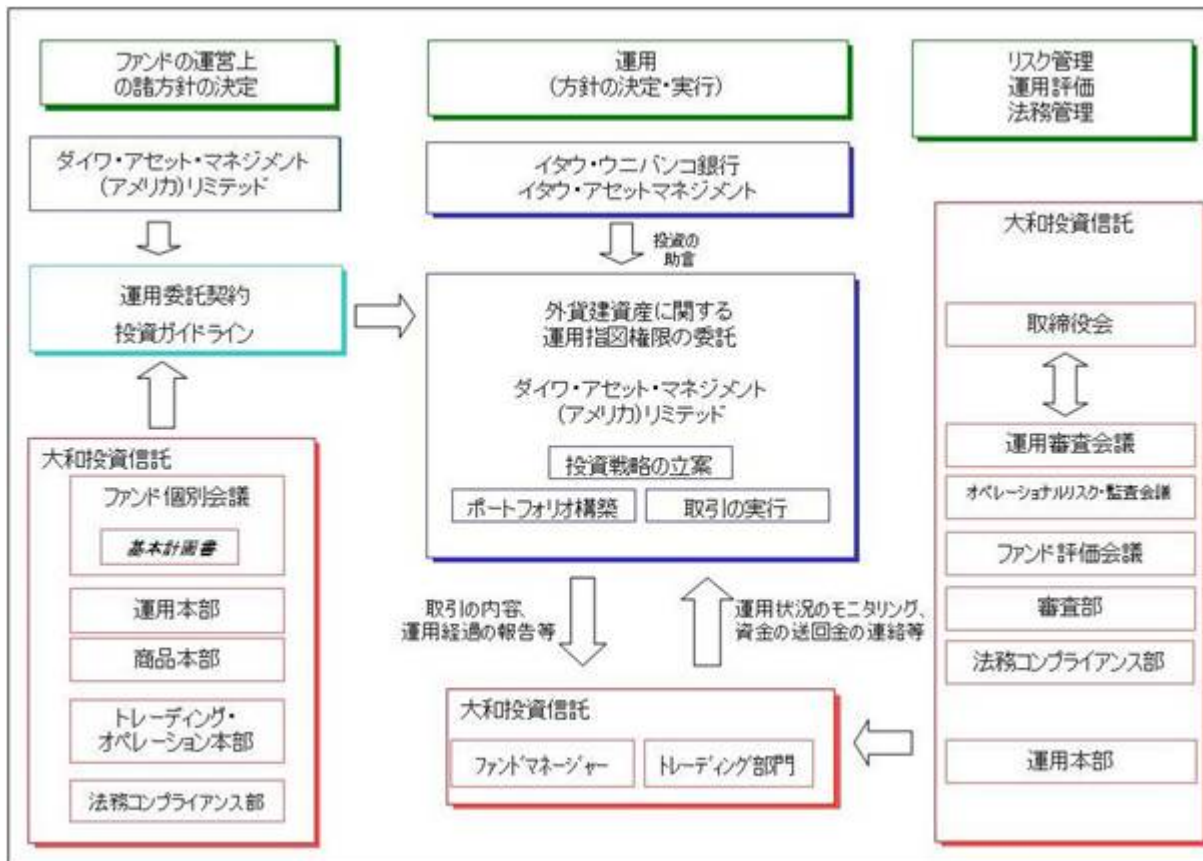 ファンドの運営上
の諸方針の決定
ダイワ・アセット・マネジメント
(アメリカ)リミテッド
運用委託契約
投資ガイドライン
大和投資信託
ファンド個別会議
基本計画書
運用本部
商品本部
トレーディング・
オペレーション本部
法務コンプライアンス部
運用
(方針の決定・実行)
イタウ・ウニバンコ銀行
イタウ・アセットマネジメント
投資の
助言
外貨建資産に関する
運用指図権限の委託
ダイワ・アセット・マネジメント
(アメリカ)リミテッド
投資戦略の立案
ポートフォリオ構築
取引の実行
取引の内容、
運用経過の報告等
運用状況のモニタリング、
資金の送回金の連絡等
大和投資信託
ファンドマネージャー
トレーディング部門
リスク管理
運用評価
法務管理
大和投資信託
取締役会
運用審査会議
オペレーショナルリスク・監査会議
ファンド評価会議
審査部
法務コンプライアンス部
運用本部